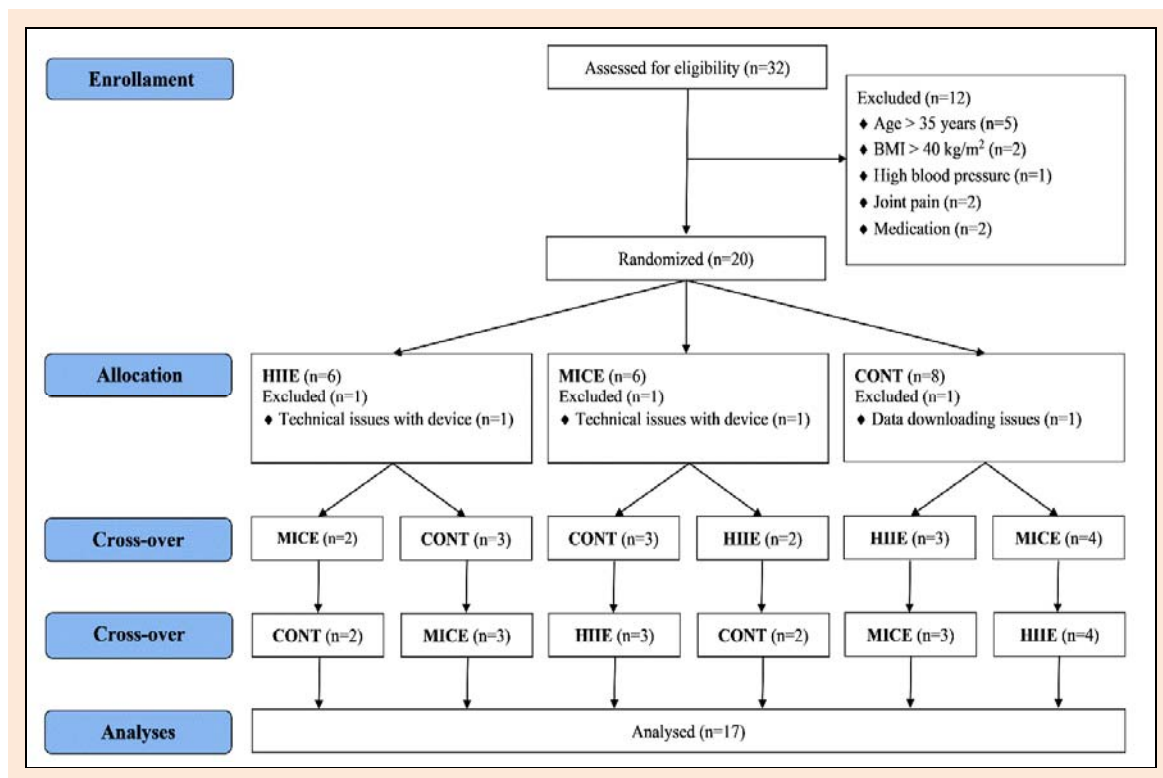 Enrollament
Assessed for eligibility (n=32)
Excluded (n=12)
♦ Age > 35 years (n=5)
♦ BMI > 40 kg/m² (n=2)
♦ High blood pressure (n=1)
♦ Joint pain (n=2)
♦ Medication (n=2)
Randomized (n=20)
Allocation
HIIE (n=6)
Excluded (n=1)
♦ Technical issues with device (n=1)
MICE (n=6)
Excluded (n=1)
♦ Technical issues with device (n=1)
CONT (n=8)
Excluded (n=1)
♦ Data downloading issues (n=1)
Cross-over
MICE (n=2)
CONT (n=3)
CONT (n=3)
HIIE (n=2)
HIIE (n=3)
MICE (n=4)
Cross-over
CONT (n=2)
MICE (n=3)
HIIE (n=3)
CONT (n=2)
MICE (n=3)
HIIE (n=4)
Analyses
Analysed (n=17)